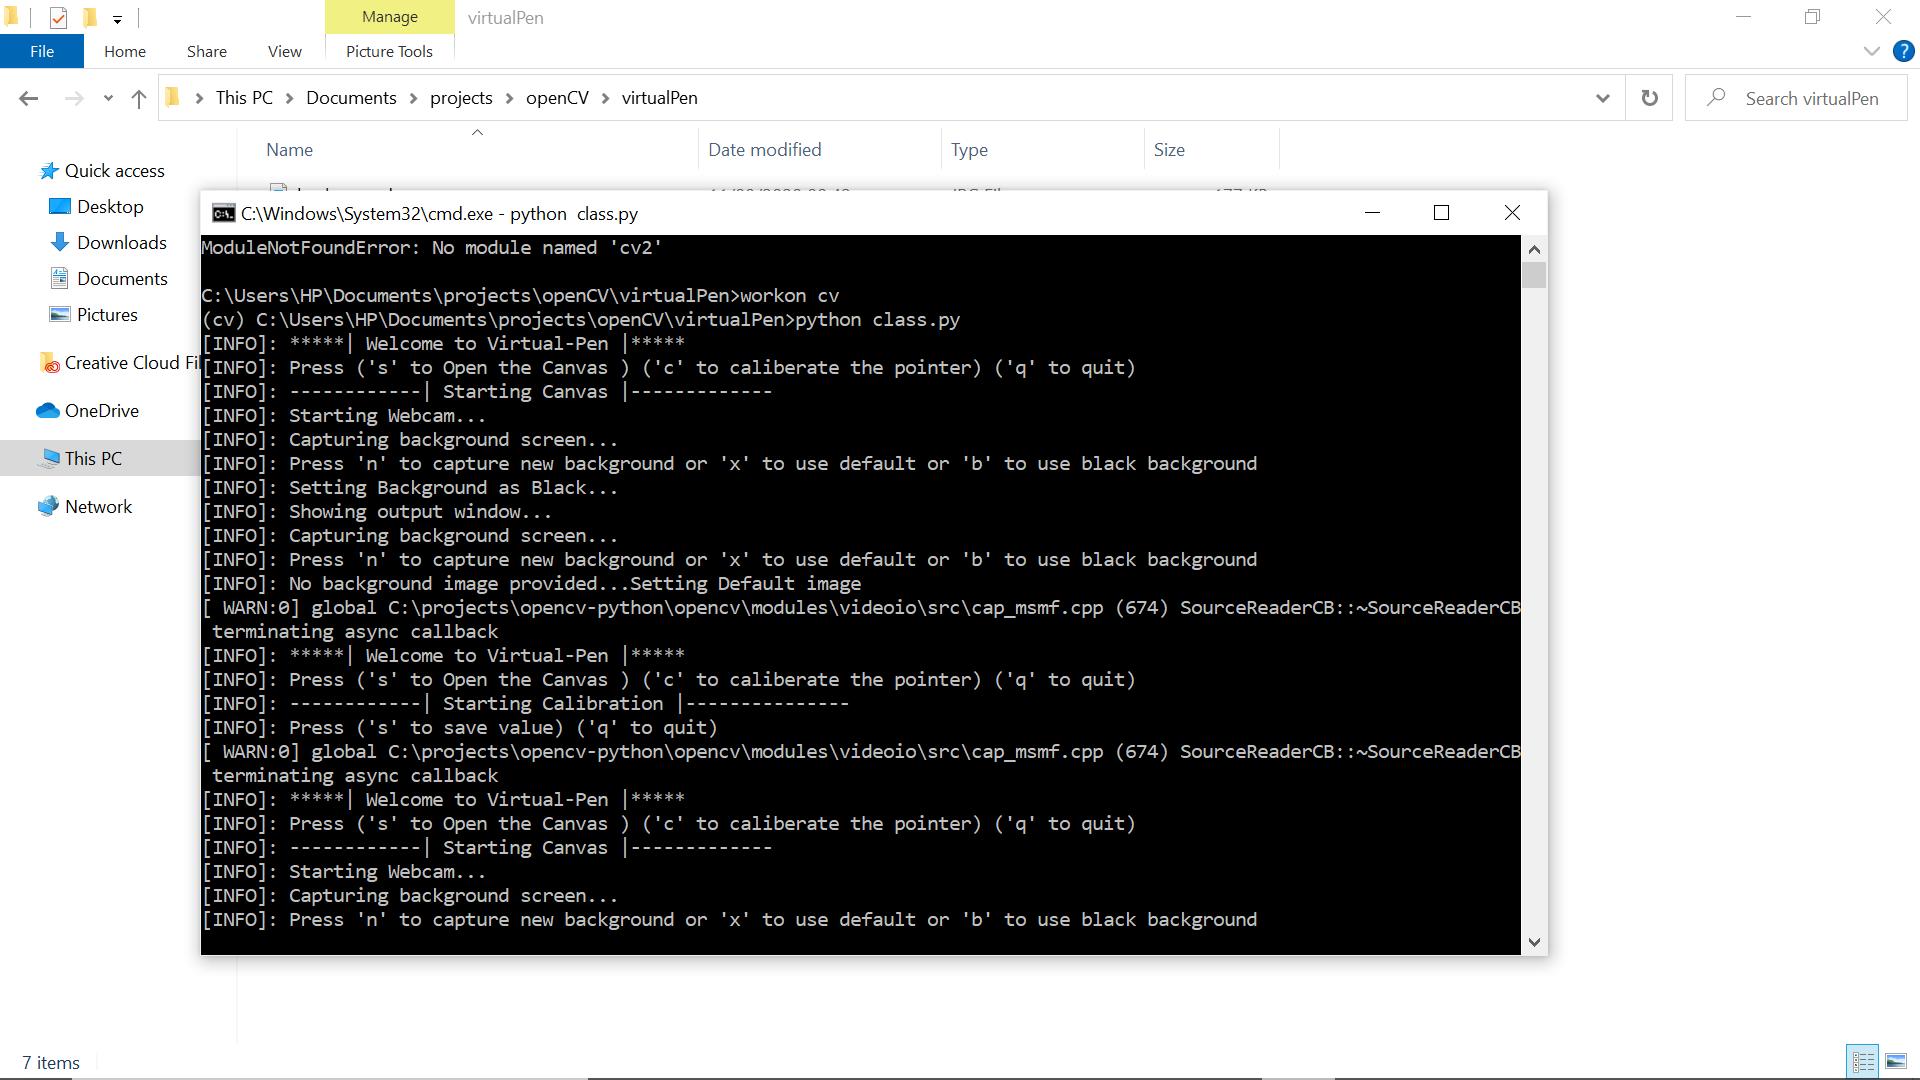 Manage
virtualPen
File
Home
Share
View
Picture Tools
?
This PC
Documents
projects
openCV
virtualPen
Search virtualPen
Name
Date modified
Type
Size
Quick access
Desktop
Downloads
Documents
Pictures
Creative Cloud Fil
OneDrive
This PC
Network
C:\Windows\System32\cmd.exe - python  class.py
ModuleNotFoundError: No module named 'cv2'
C:\Users\HP\Documents\projects\openCV\virtualPen>workon cv
(cv) C:\Users\HP\Documents\projects\openCV\virtualPen>python class.py
[INFO]: *****| Welcome to Virtual-Pen |*****
[INFO]: Press ('s' to Open the Canvas ) ('c' to caliberate the pointer) ('q' to quit)
[INFO]: ------------| Starting Canvas |-------------
[INFO]: Starting Webcam...
[INFO]: Capturing background screen...
[INFO]: Press 'n' to capture new background or 'x' to use default or 'b' to use black background
[INFO]: Setting Background as Black...
[INFO]: Showing output window...
[INFO]: Capturing background screen...
[INFO]: Press 'n' to capture new background or 'x' to use default or 'b' to use black background
[INFO]: No background image provided...Setting Default image
[ WARN:0] global C:\projects\opencv-python\opencv\modules\videoio\src\cap_msmf.cpp (674) SourceReaderCB::~SourceReaderCB
terminating async callback
[INFO]: *****| Welcome to Virtual-Pen |*****
[INFO]: Press ('s' to Open the Canvas ) ('c' to caliberate the pointer) ('q' to quit)
[INFO]: ------------| Starting Calibration |---------------
[INFO]: Press ('s' to save value) ('q' to quit)
[ WARN:0] global C:\projects\opencv-python\opencv\modules\videoio\src\cap_msmf.cpp (674) SourceReaderCB::~SourceReaderCB
terminating async callback
[INFO]: *****| Welcome to Virtual-Pen |*****
[INFO]: Press ('s' to Open the Canvas ) ('c' to caliberate the pointer) ('q' to quit)
[INFO]: ------------| Starting Canvas |-------------
[INFO]: Starting Webcam...
[INFO]: Capturing background screen...
[INFO]: Press 'n' to capture new background or 'x' to use default or 'b' to use black background
7 items